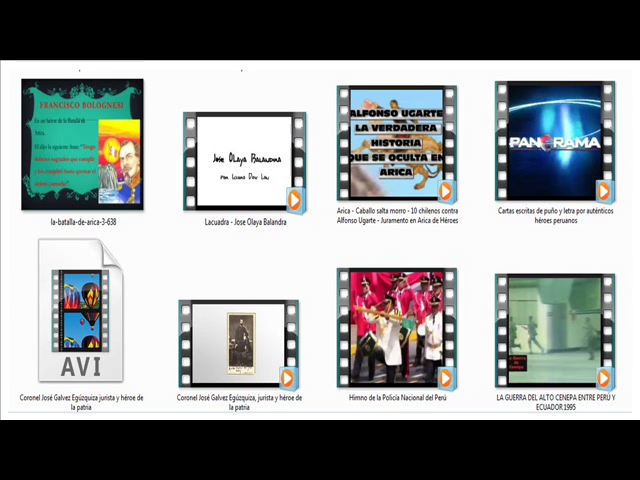 FRANCISCO BOLOGNESI
Jose Olaya Balandra
ALFONSO UGARTE
LA VERDADERA
HISTORIA
QUE SE OCULTA EN
ARICA
PANORAMA
la-batalla-de-arica-3-638
Lacuadra - Jose Olaya Balandra
Arica - Caballo salta morro - 10 chilenos contra
Alfonso Ugarte - Juramento en Arica de Héroes
Cartas escritas de puño y letra por auténticos
héroes peruanos
AVI
Coronel José Galvez Egúzquiza jurista y héroe de
la patria
Coronel José Galvez Egúzquiza, jurista y héroe de
la patria
Himno de la Policía Nacional del Perú
LA GUERRA DEL ALTO CENEPA ENTRE PERÚ Y
ECUADOR 1995